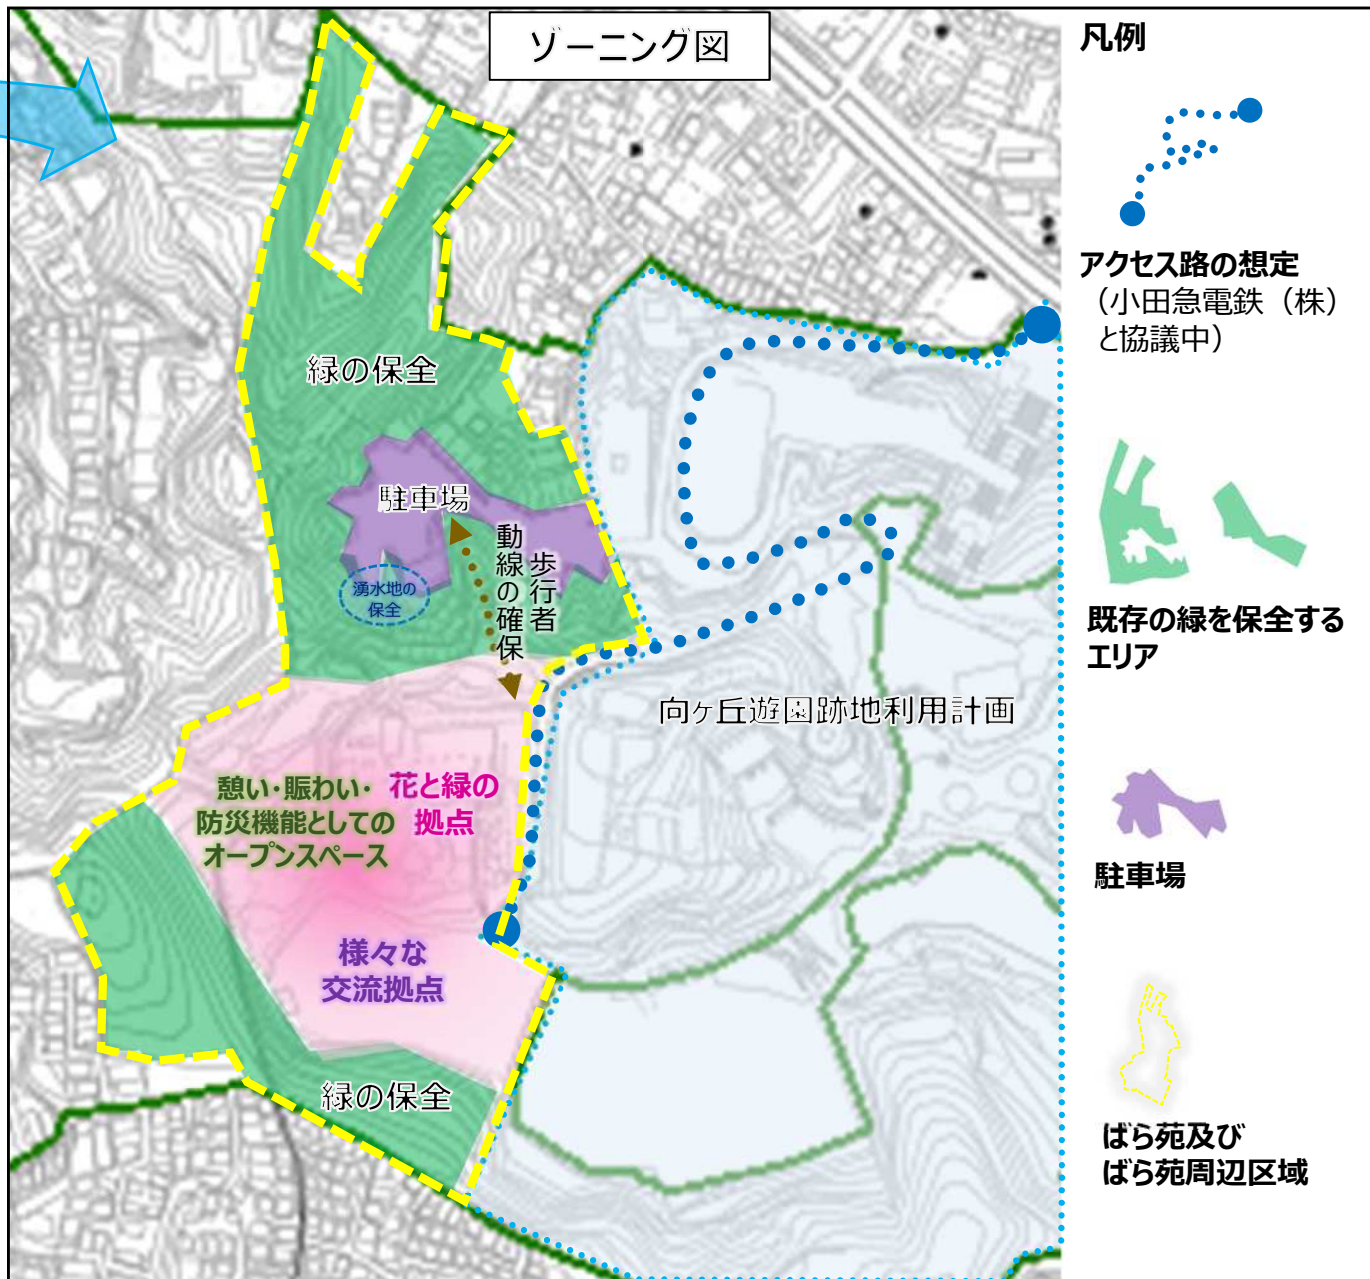 ゾーニング図
緑の保全
駐車場
湧水地の
保全
歩行者
動線の確保
向ヶ丘遊園跡地利用計画
憩い・賑わい・
防災機能としての
オープンスペース
花と緑の
拠点
様々な
交流拠点
緑の保全
凡例
アクセス路の想定
（小田急電鉄（株）
と協議中）
既存の緑を保全する
エリア
駐車場
ばら苑及び
ばら苑周辺区域